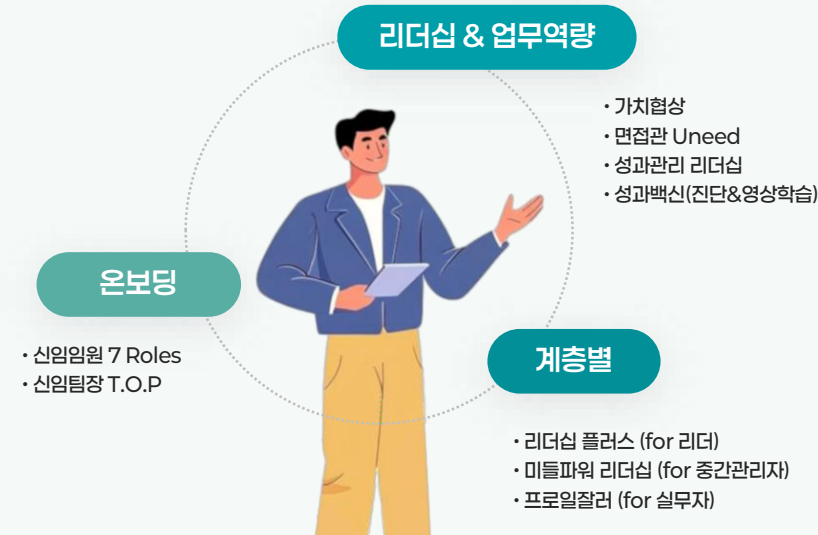 리더십 & 업무역량
• 가치협상
• 면접관 Uneed
• 성과관리 리더십
• 성과백신(진단&영상학습)
온보딩
• 신임임원 7 Roles
• 신임팀장 T.O.P
계층별
• 리더십 플러스 (for 리더)
• 미들파워 리더십 (for 중간관리자)
• 프로일잘러 (for 실무자)